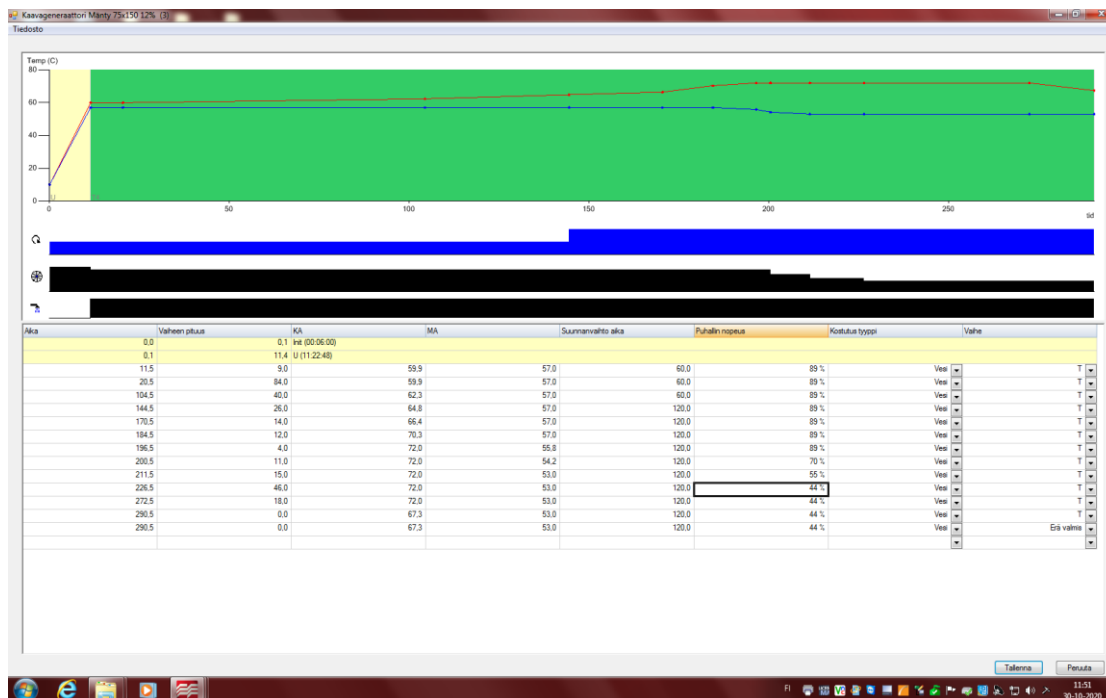 Kaavageneraattori Mänty 75x150 12% (3)
Tiedosto
Temp (C)
80
60
40
20
0
U
0 50 100 150 200 250
tid
Aika Vaiheen pituus KA MA Suunnanvaihto aika Puhallin nopeus Kostutus tyyppi Vaihe
0,0 0,1 Init (00:06:00)
0,1 11,4 U (11:22:48)
11,5 9,0 59,9 57,0 60,0 89 % Vesi T
20,5 84,0 59,9 57,0 60,0 89 % Vesi T
104,5 40,0 62,3 57,0 60,0 89 % Vesi T
144,5 26,0 64,8 57,0 120,0 89 % Vesi T
170,5 14,0 66,4 57,0 120,0 89 % Vesi T
184,5 12,0 70,3 57,0 120,0 89 % Vesi T
196,5 4,0 72,0 55,8 120,0 89 % Vesi T
200,5 11,0 72,0 54,2 120,0 70 % Vesi T
211,5 15,0 72,0 53,0 120,0 55 % Vesi T
226,5 46,0 72,0 53,0 120,0 44 % Vesi T
272,5 18,0 72,0 53,0 120,0 44 % Vesi T
290,5 0,0 67,3 53,0 120,0 44 % Vesi T
290,5 0,0 67,3 53,0 120,0 44 % Vesi Erä valmis
Tallenna Peruuta
FI 11:51
30-10-2020